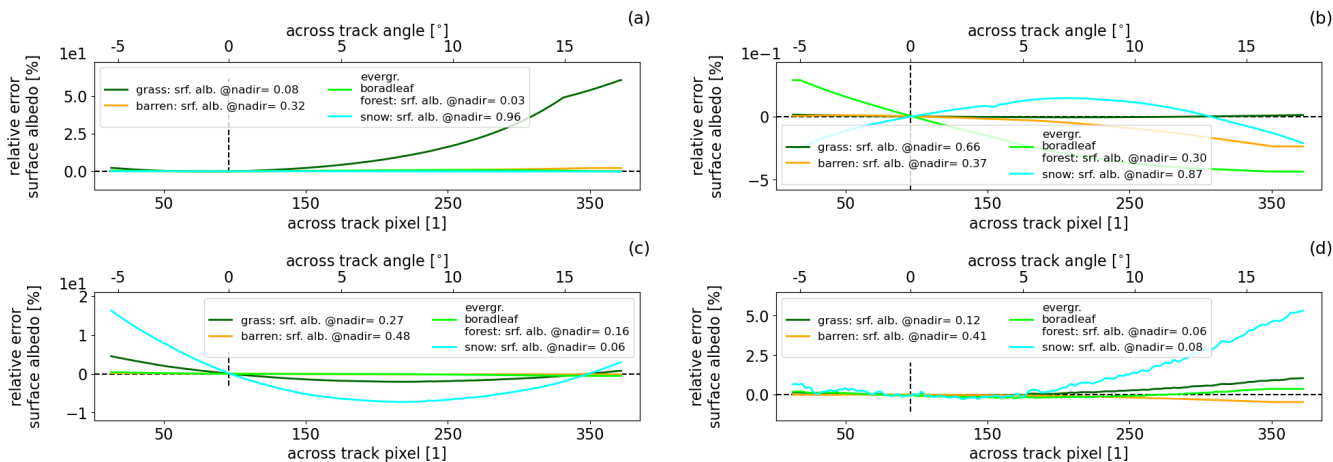 (a)
across track angle [°]
-5 0 5 10 15
1e1
relative error
surface albedo [%]
5.0
2.5
0.0
grass: srf. alb. @nadir= 0.08
barren: srf. alb. @nadir= 0.32
evergr.
boradleaf
forest: srf. alb. @nadir= 0.03
snow: srf. alb. @nadir= 0.96
50 150 250 350
across track pixel [1]
(b)
across track angle [°]
-5 0 5 10 15
1e−1
relative error
surface albedo [%]
0
−5
grass: srf. alb. @nadir= 0.66
barren: srf. alb. @nadir= 0.37
evergr.
boradleaf
forest: srf. alb. @nadir= 0.30
snow: srf. alb. @nadir= 0.87
50 150 250 350
across track pixel [1]
(c)
across track angle [°]
-5 0 5 10 15
1e1
relative error
surface albedo [%]
2
1
0
−1
grass: srf. alb. @nadir= 0.27
barren: srf. alb. @nadir= 0.48
evergr.
boradleaf
forest: srf. alb. @nadir= 0.16
snow: srf. alb. @nadir= 0.06
50 150 250 350
across track pixel [1]
(d)
across track angle [°]
-5 0 5 10 15
relative error
surface albedo [%]
5.0
2.5
0.0
grass: srf. alb. @nadir= 0.12
barren: srf. alb. @nadir= 0.41
evergr.
boradleaf
forest: srf. alb. @nadir= 0.06
snow: srf. alb. @nadir= 0.08
50 150 250 350
across track pixel [1]